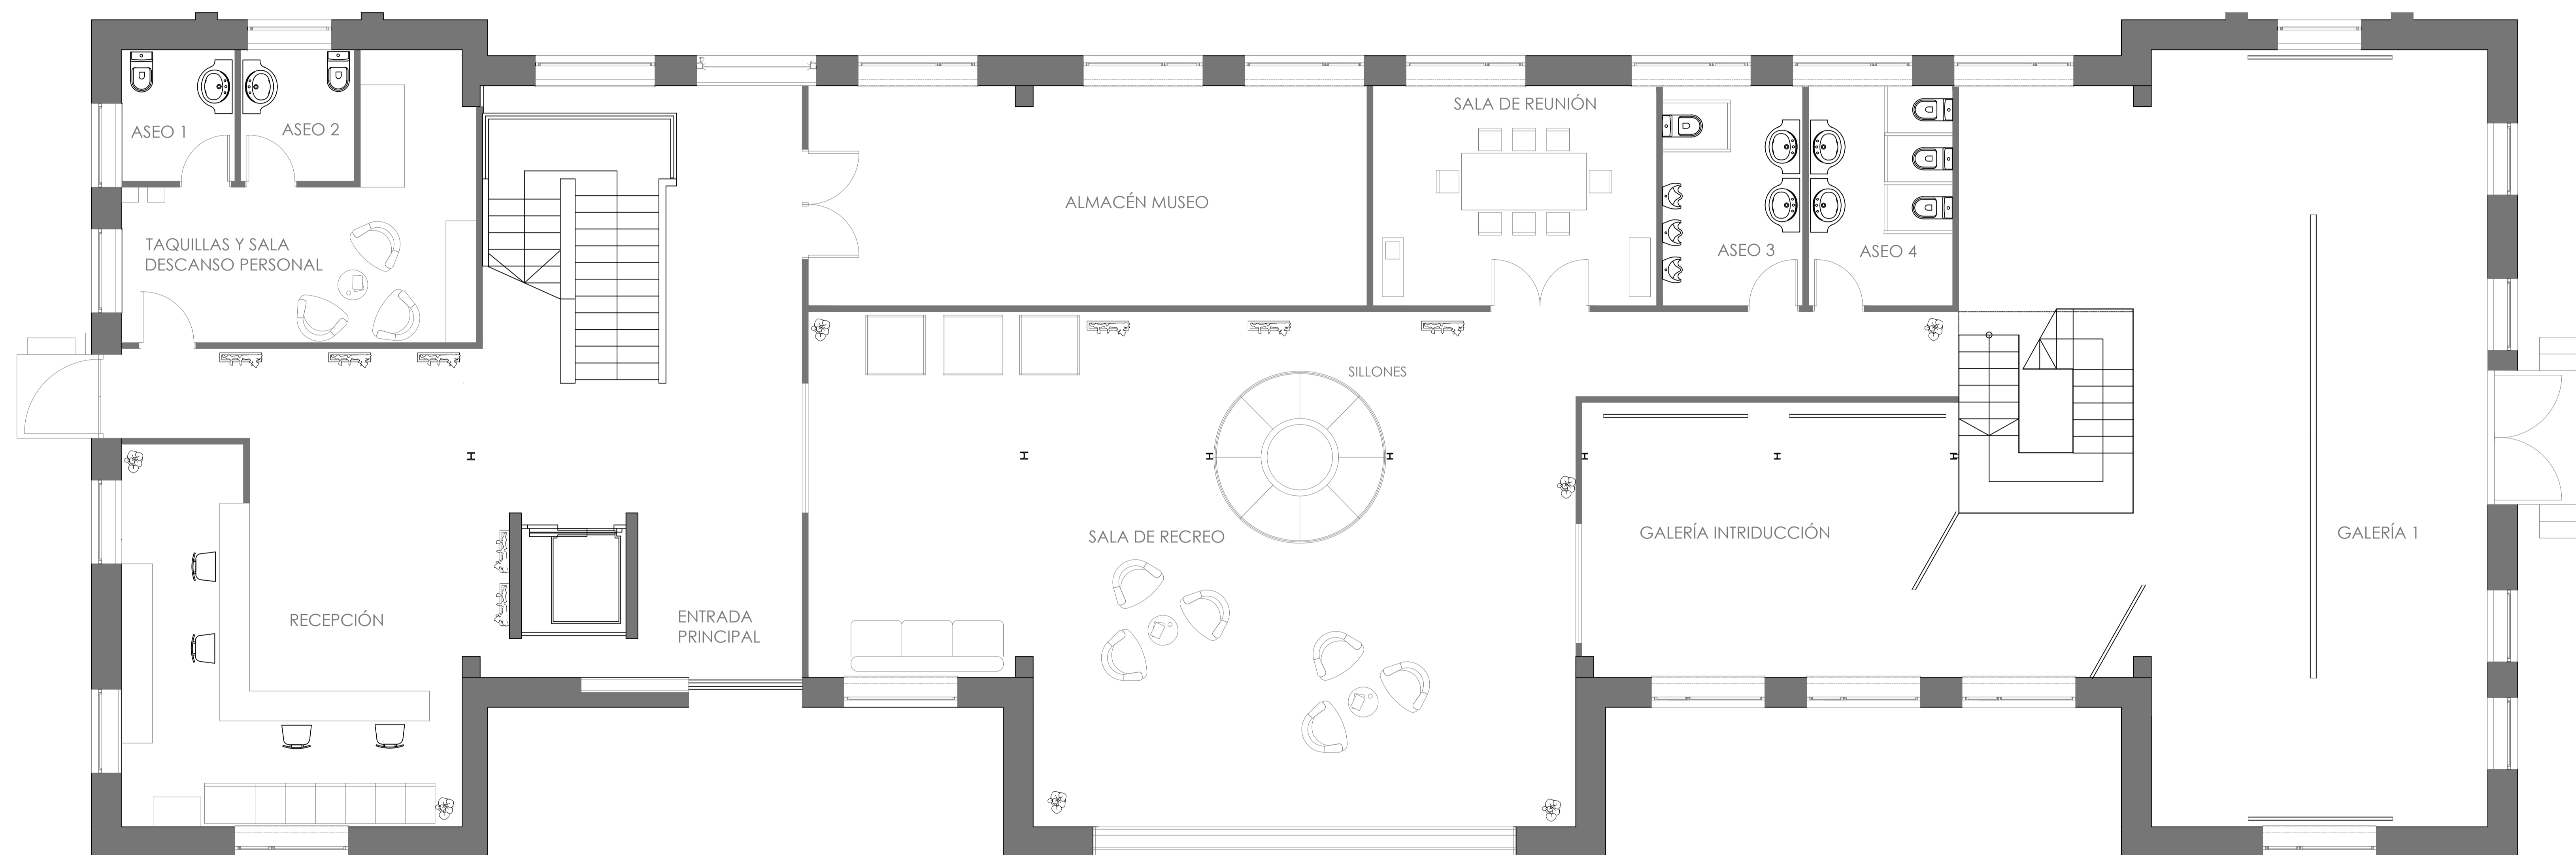 SALA DE REUNIÓN
ASEO 1
ASEO 2
ALMACÉN MUSEO
TAQUILLAS Y SALA
DESCANSO PERSONAL
ASEO 3
ASEO 4
SILLONES
SALA DE RECREO
GALERÍA INTRIDUCCIÓN
GALERÍA 1
RECEPCIÓN
ENTRADA
PRINCIPAL